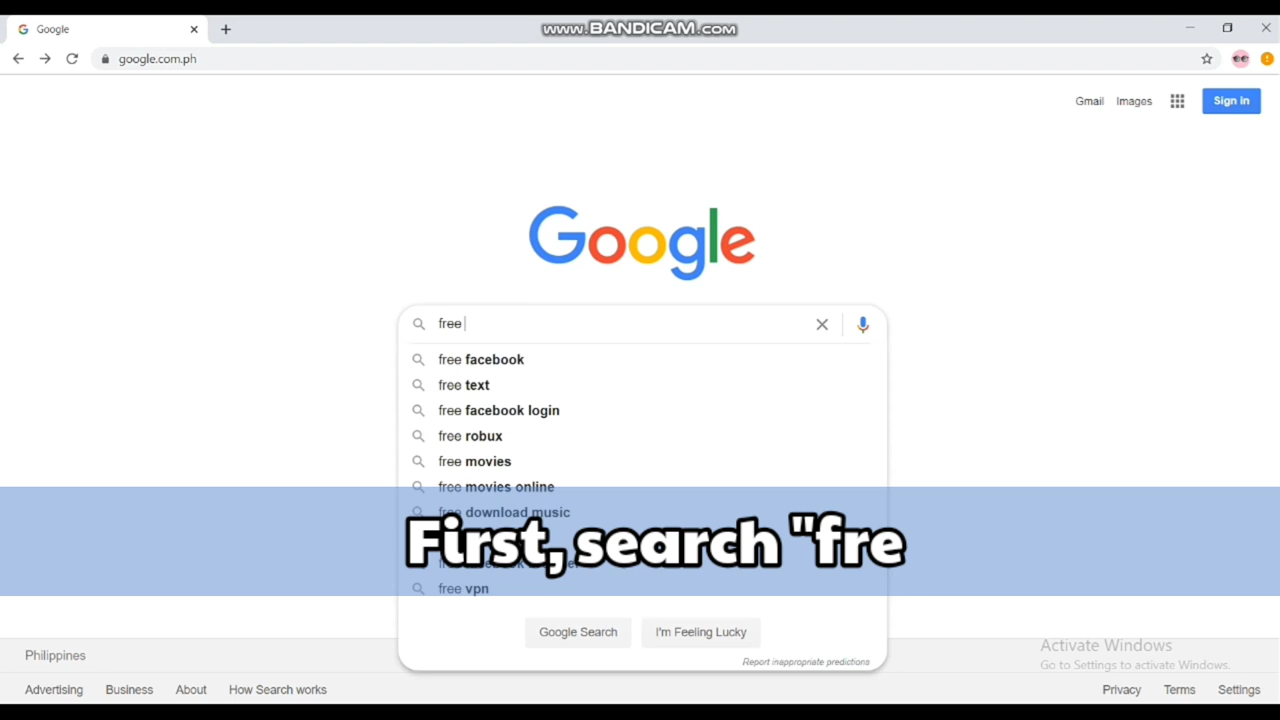 Google
www.BANDICAM.com
google.com.ph
Gmail Images Sign in
Google
free
free facebook
free text
free facebook login
free robux
free movies
free movies online
free download music
First, search "fre
free vpn
Google Search I'm Feeling Lucky
Report inappropriate predictions
Activate Windows
Go to Settings to activate Windows.
Philippines
Advertising Business About How Search works Privacy Terms Settings